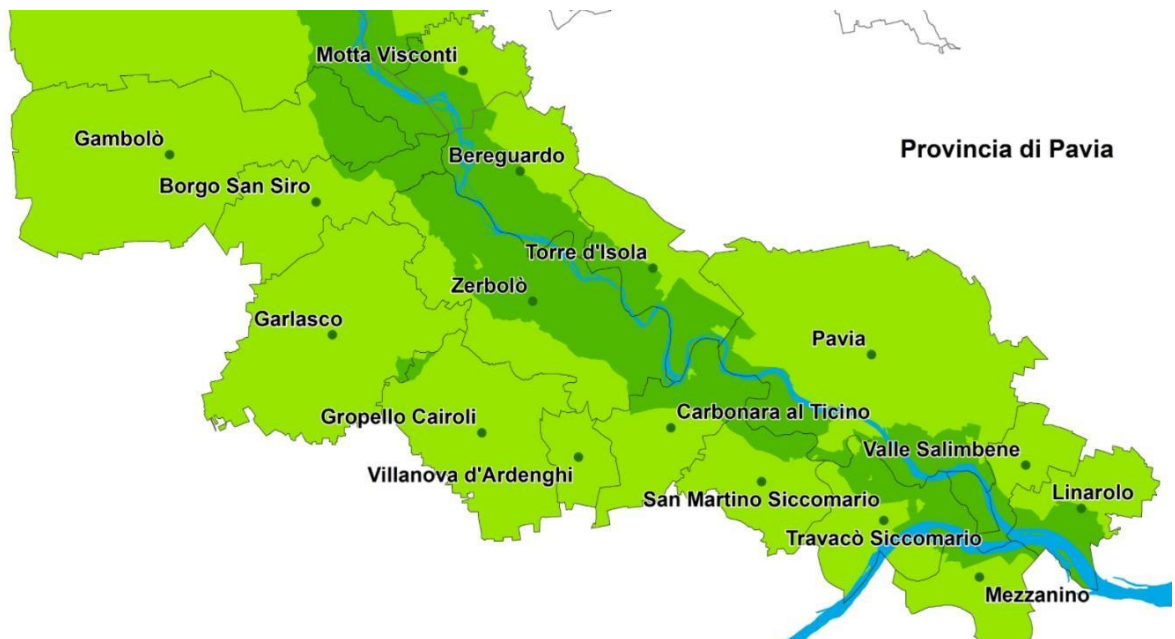 Motta Visconti
Gambolò
Provincia di Pavia
Bereguardo
Borgo San Siro
Torre d'Isola
Zerbolò
Garlasco
Pavia
Gropello Cairoli
Carbonara al Ticino
Valle Salimbene
Villanova d'Ardenghi
San Martino Siccomario
Linarolo
Travacò Siccomario
Mezzanino